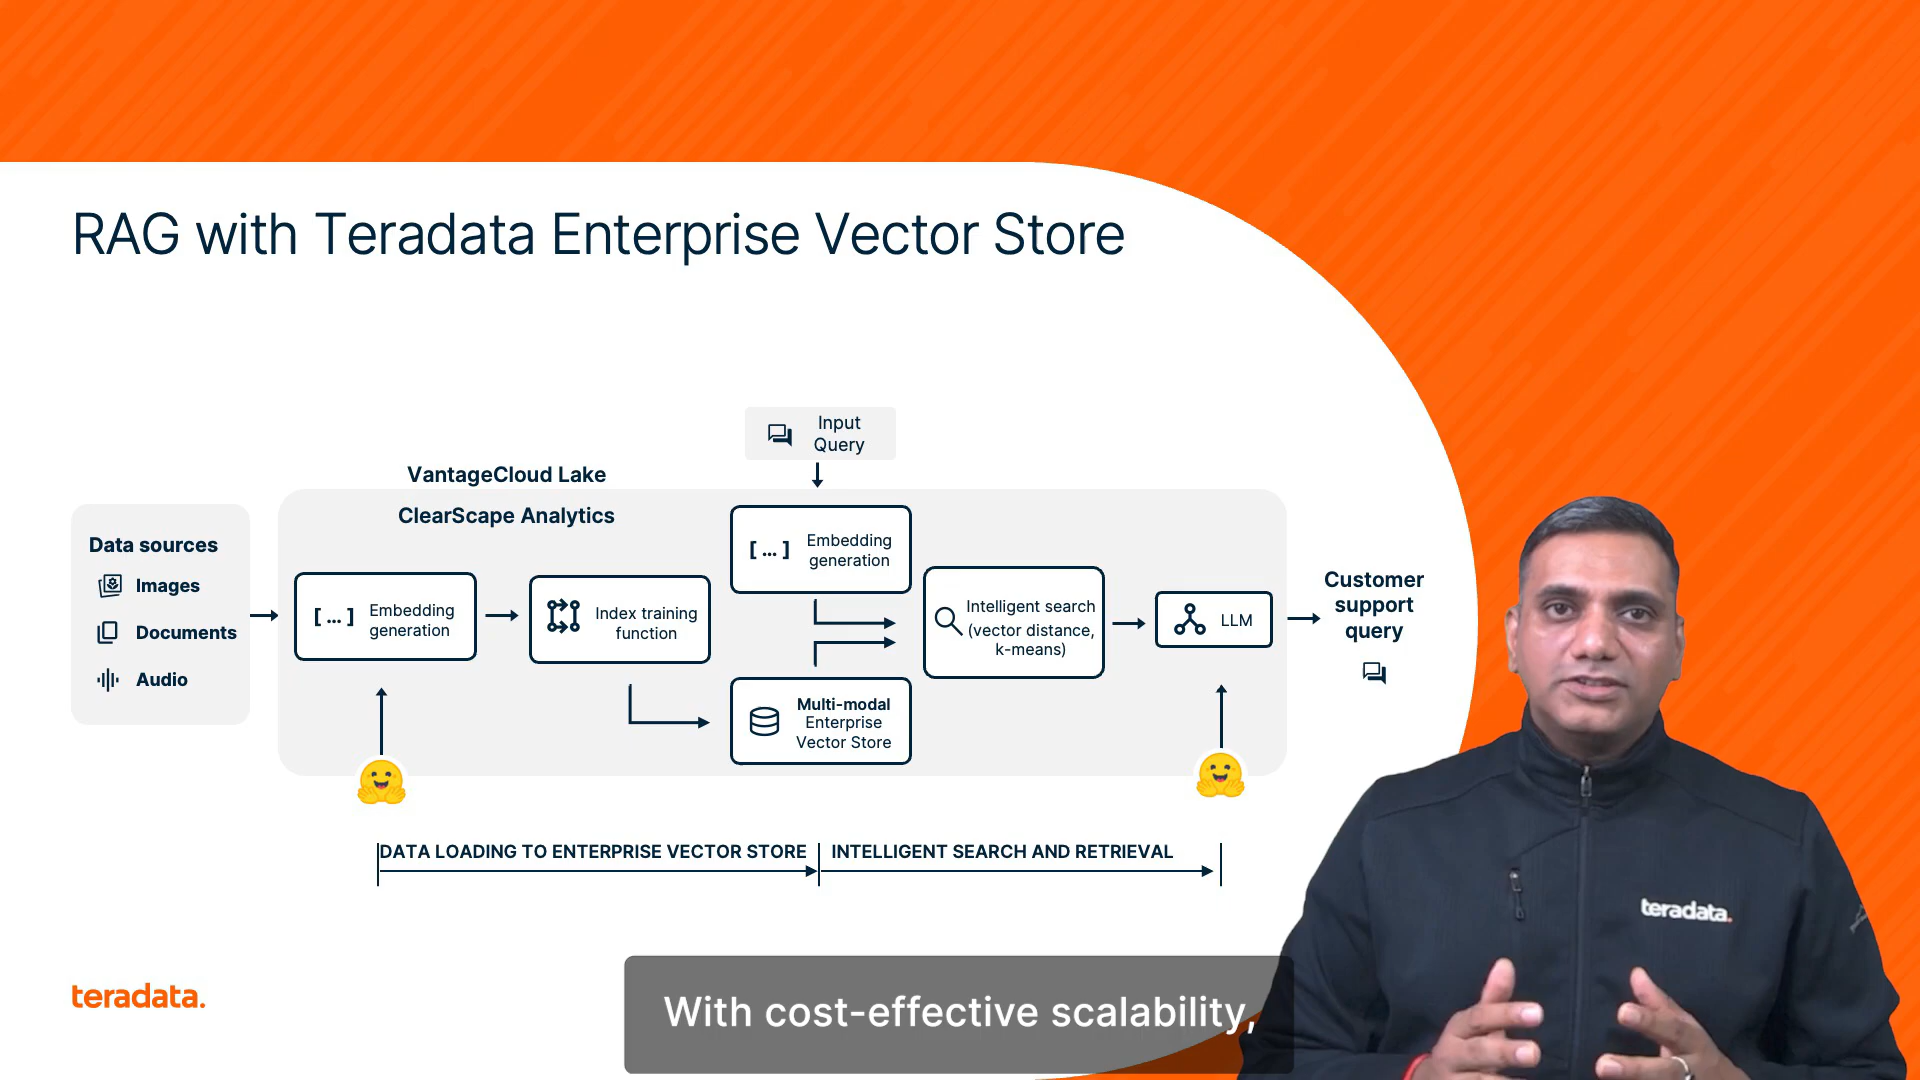 RAG with Teradata Enterprise Vector Store
Input
Query
VantageCloud Lake
ClearScape Analytics
Data sources
Images
Documents
Audio
[...] Embedding
generation
Index training
function
[...] Embedding
generation
Multi-modal
Enterprise
Vector Store
Intelligent search
(vector distance,
k-means)
LLM
Customer
support
query
DATA LOADING TO ENTERPRISE VECTOR STORE
INTELLIGENT SEARCH AND RETRIEVAL
teradata.
teradata.
With cost-effective scalability,